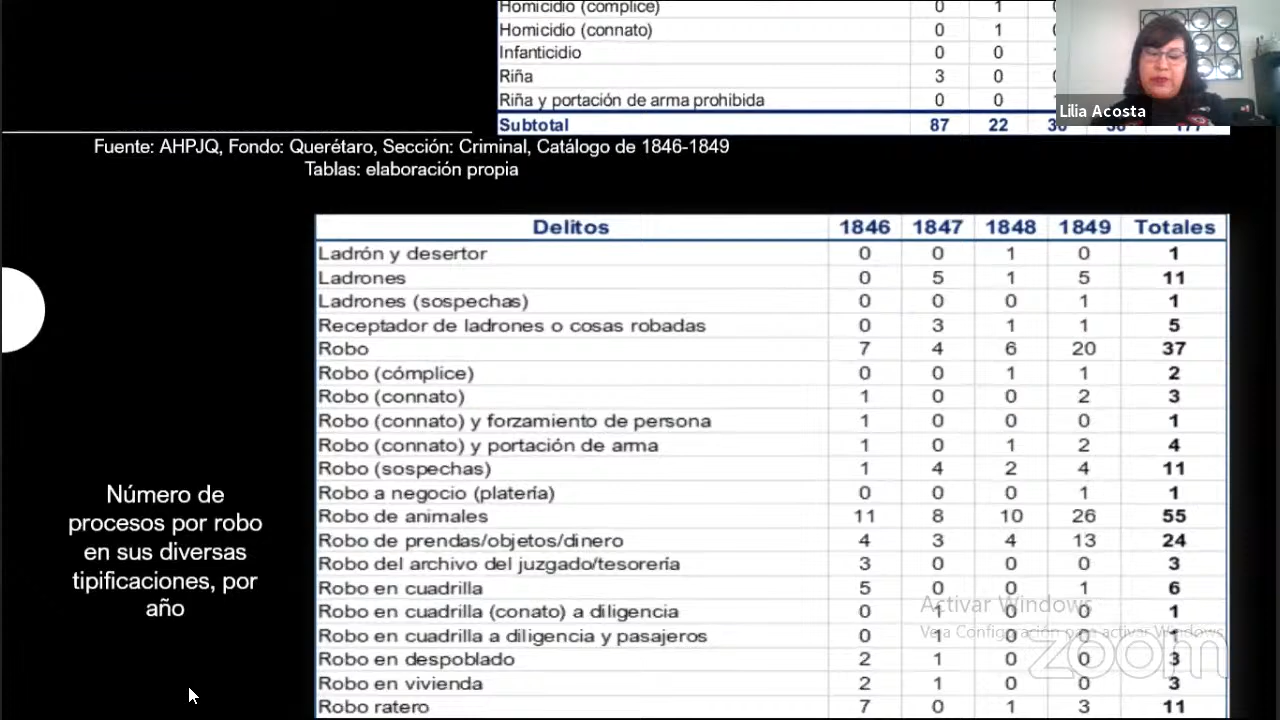 Homicidio (cómplice) 0 1
Homicidio (connato) 0 1
Infanticidio 0 0
Riña 3 0
Riña y portación de arma prohibida 0 0
Subtotal 87 22
Lilia Acosta
Fuente: AHPJQ, Fondo: Querétaro, Sección: Criminal, Catálogo de 1846-1849
Tablas: elaboración propia
Delitos 1846 1847 1848 1849 Totales
Ladrón y desertor 0 0 1 0 1
Ladrones 0 5 1 5 11
Ladrones (sospechas) 0 0 0 1 1
Receptador de ladrones o cosas robadas 0 3 1 1 5
Robo 7 4 6 20 37
Robo (cómplice) 0 0 1 1 2
Robo (connato) 1 0 0 2 3
Robo (connato) y forzamiento de persona 1 0 0 0 1
Robo (connato) y portación de arma 1 0 1 2 4
Robo (sospechas) 1 4 2 4 11
Robo a negocio (platería) 0 0 0 1 1
Robo de animales 11 8 10 26 55
Robo de prendas/objetos/dinero 4 3 4 13 24
Robo del archivo del juzgado/tesorería 3 0 0 0 3
Robo en cuadrilla 5 0 0 1 6
Robo en cuadrilla (conato) a diligencia 0 1 0 0 1
Robo en cuadrilla a diligencia y pasajeros 0 1 0 0 1
Robo en despoblado 2 1 0 0 3
Robo en vivienda 2 1 0 0 3
Robo ratero 7 0 1 3 11
Número de
procesos por robo
en sus diversas
tipificaciones, por
año
Activar Windows
Ve a Configuración para activar Windows.
zoom